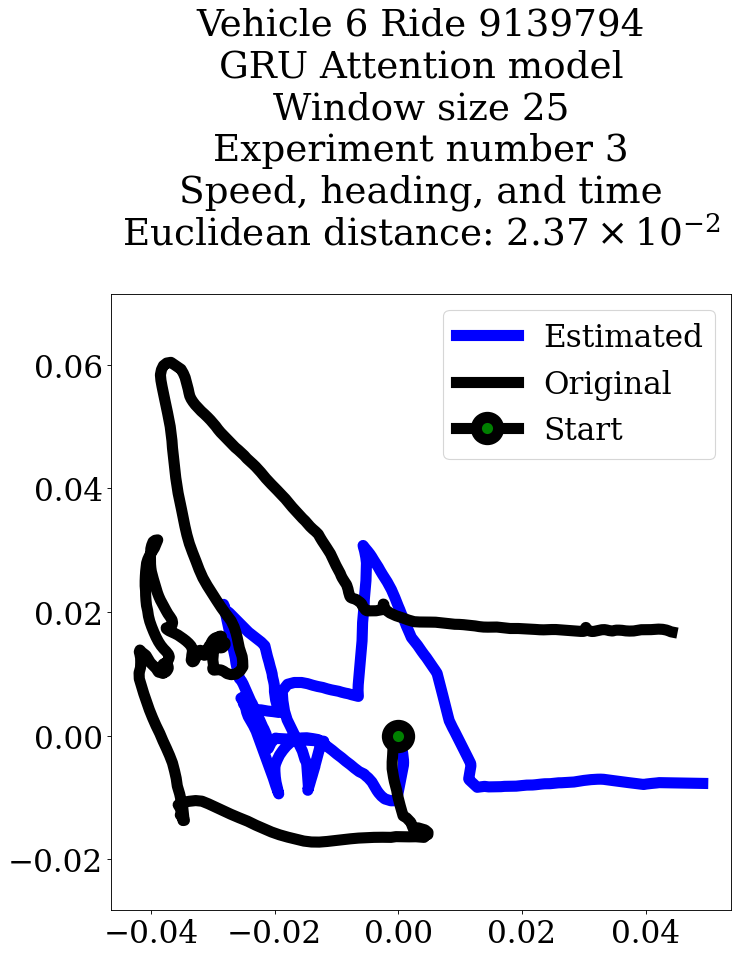 Vehicle 6 Ride 9139794
GRU Attention model
Window size 25
Experiment number 3
Speed, heading, and time
Euclidean distance: 2.37 × 10⁻²
Estimated
Original
Start
0.06
0.04
0.02
0.00
−0.02
−0.04 −0.02 0.00 0.02 0.04